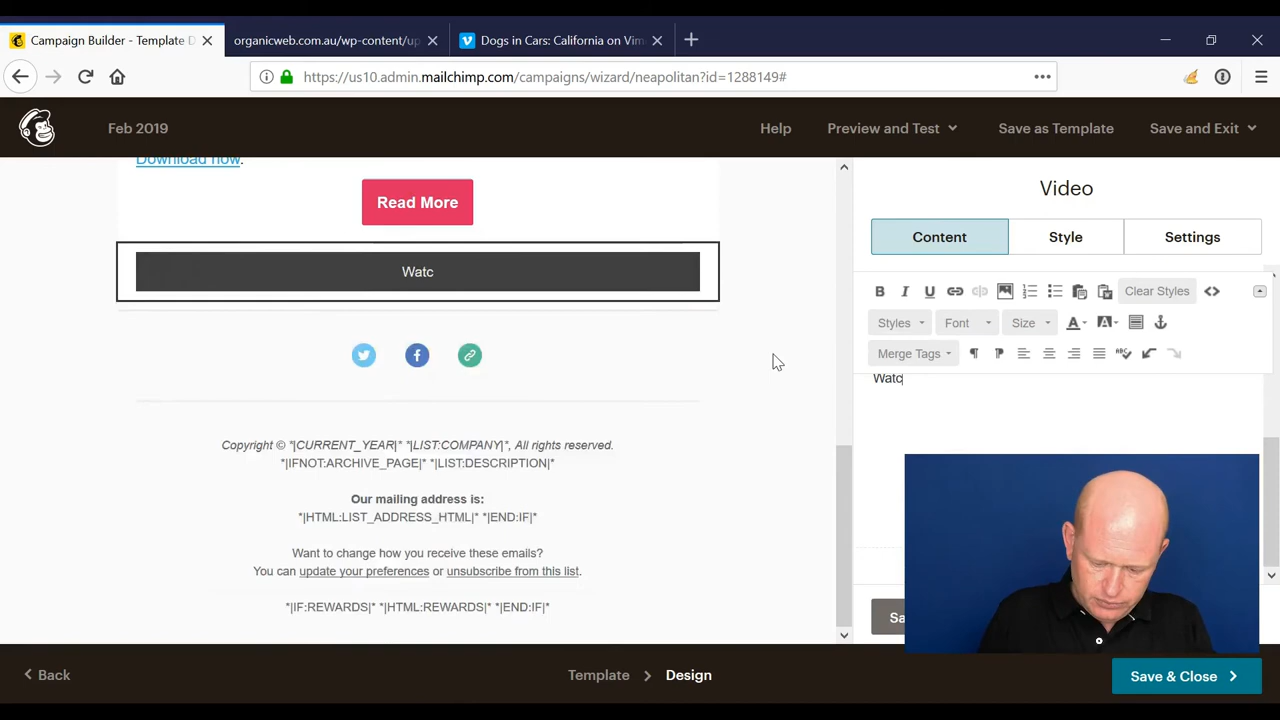 Campaign Builder - Template D
organicweb.com.au/wp-content/up
Dogs in Cars: California on Vim
https://us10.admin.mailchimp.com/campaigns/wizard/neapolitan?id=1288149#
Feb 2019
Help
Preview and Test
Save as Template
Save and Exit
Download now.
Read More
Watc
Copyright © *|CURRENT_YEAR|* *|LIST:COMPANY|*, All rights reserved.
*|IFNOT:ARCHIVE_PAGE|* *|LIST:DESCRIPTION|*
Our mailing address is:
*|HTML:LIST_ADDRESS_HTML|* *|END:IF|*
Want to change how you receive these emails?
You can update your preferences or unsubscribe from this list.
*|IF:REWARDS|* *|HTML:REWARDS|* *|END:IF|*
Video
Content
Style
Settings
B I U
Clear Styles
Styles
Font
Size
A
A
Merge Tags
ABC
Watc
Sa
Back
Template
Design
Save & Close